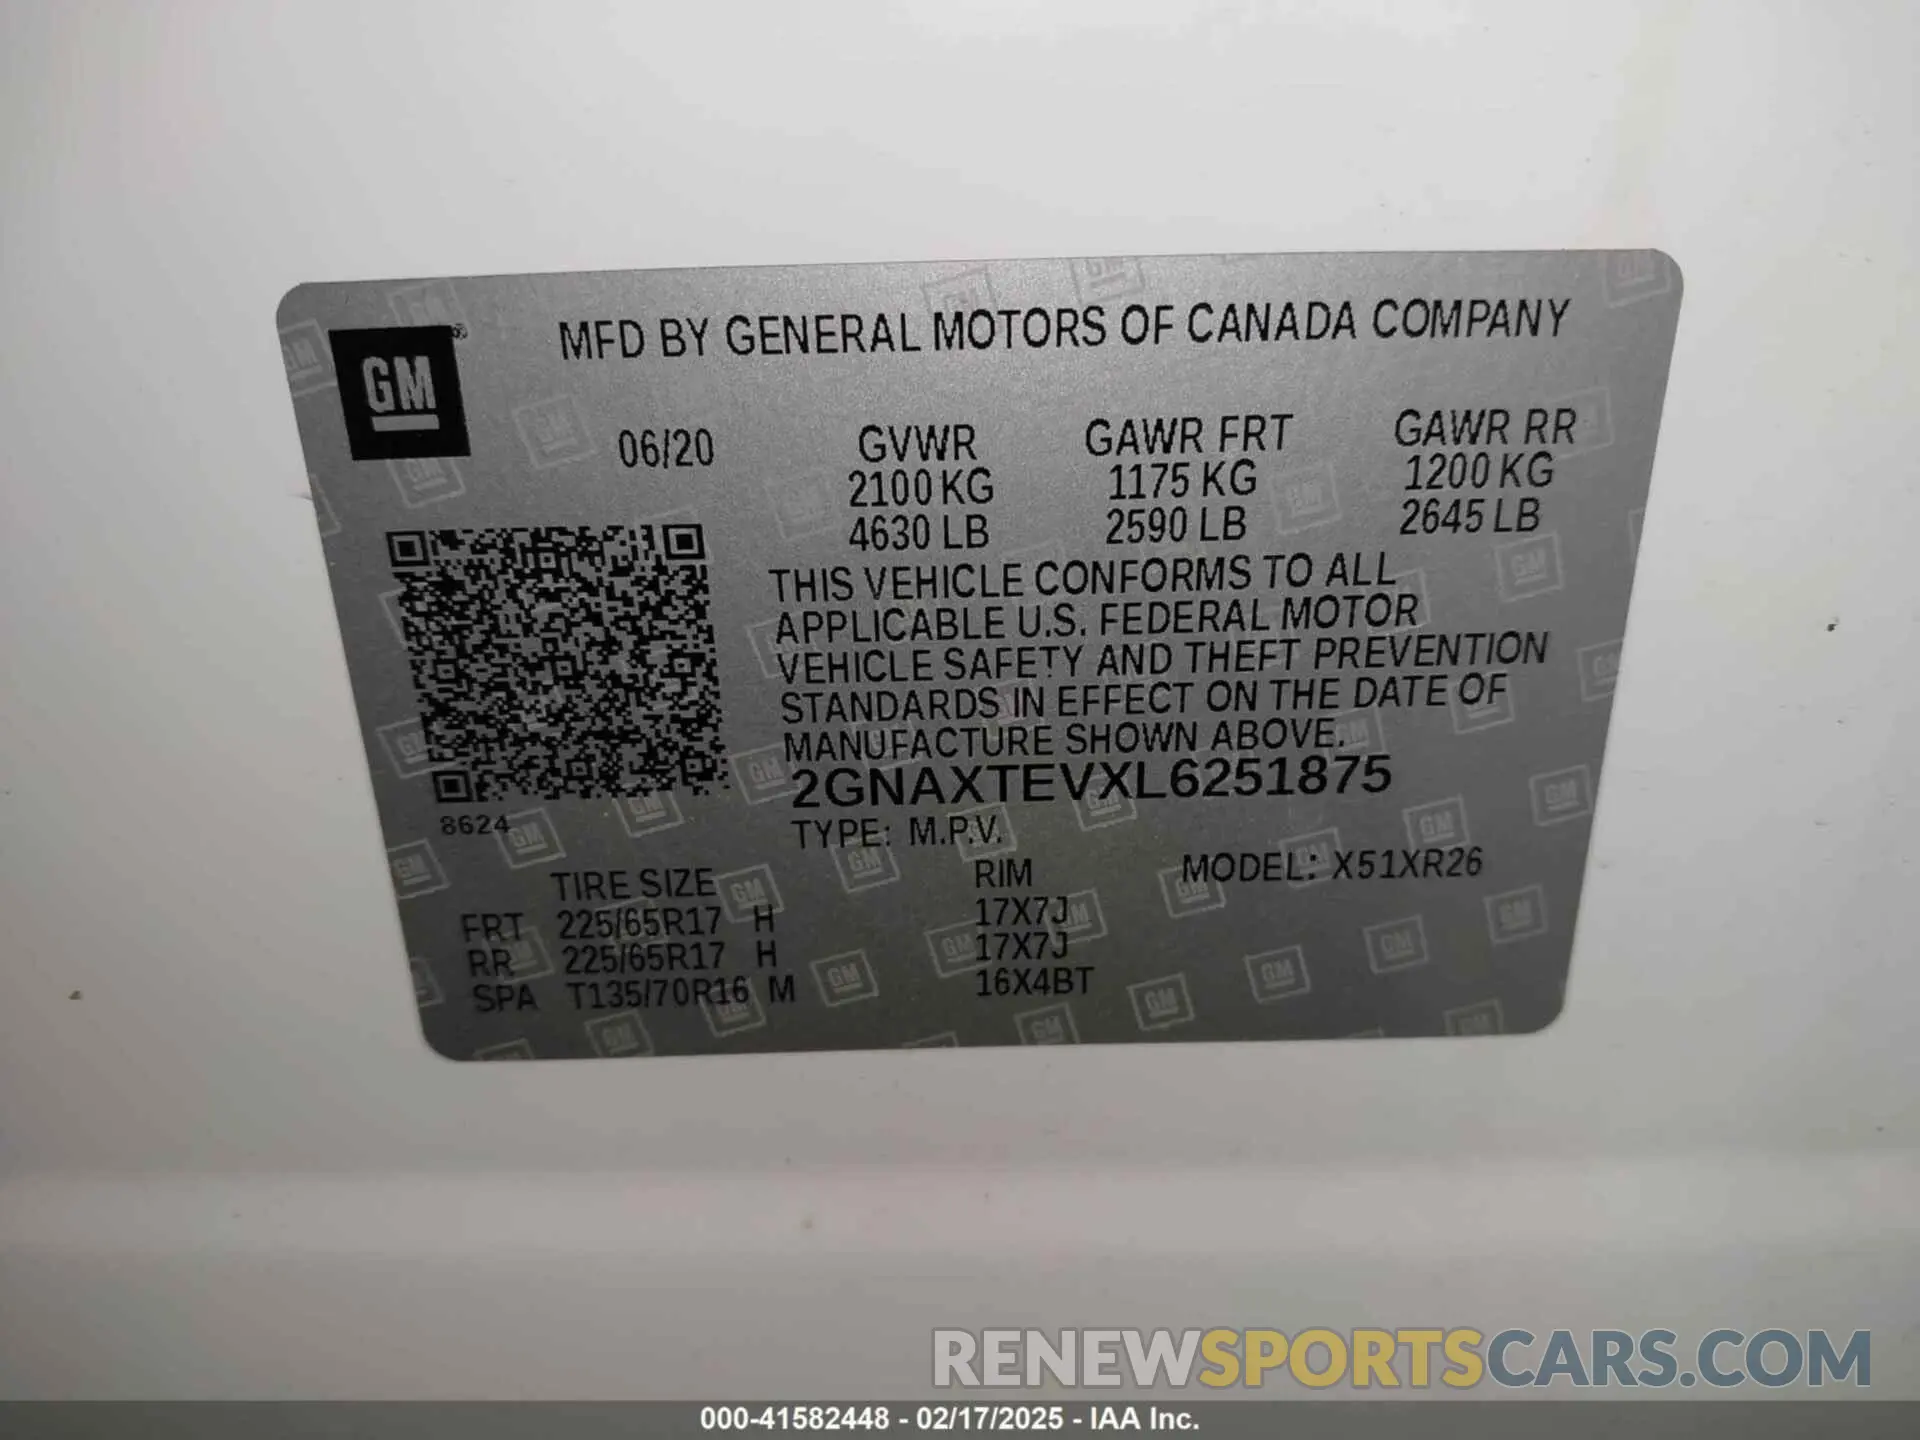 MFD BY GENERAL MOTORS OF CANADA COMPANY
GM
06/20 GVWR GAWR FRT GAWR RR
2100 KG 1175 KG 1200 KG
4630 LB 2590 LB 2645 LB
THIS VEHICLE CONFORMS TO ALL
APPLICABLE U.S. FEDERAL MOTOR
VEHICLE SAFETY AND THEFT PREVENTION
STANDARDS IN EFFECT ON THE DATE OF
MANUFACTURE SHOWN ABOVE.
2GNAXTEVXL6251875
8624
TYPE: M.P.V.
TIRE SIZE RIM MODEL: X51XR26
FRT 225/65R17 H 17X7J
RR 225/65R17 H 17X7J
SPA T135/70R16 M 16X4BT
RENEWSPORTSCARS.COM
000-41582448 - 02/17/2025 - IAA Inc.